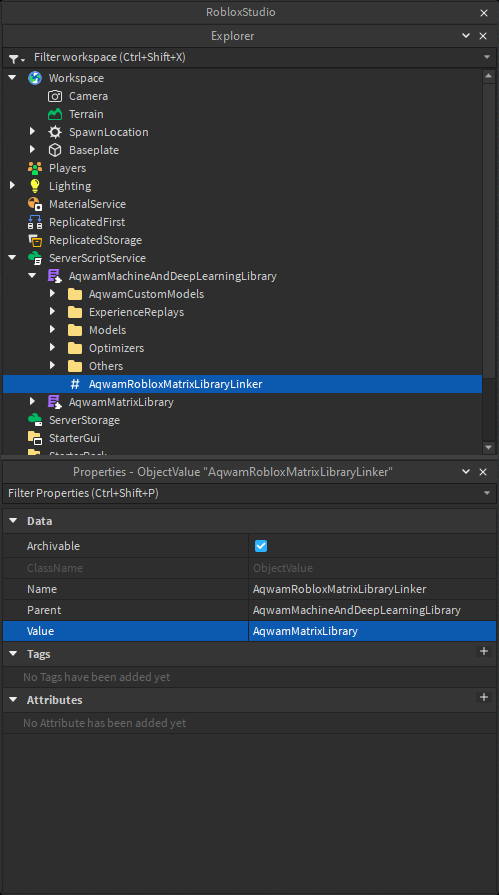 RobloxStudio
Explorer
Filter workspace (Ctrl+Shift+X)
Workspace
Camera
Terrain
SpawnLocation
Baseplate
Players
Lighting
MaterialService
ReplicatedFirst
ReplicatedStorage
ServerScriptService
AqwamMachineAndDeepLearningLibrary
AqwamCustomModels
ExperienceReplays
Models
Optimizers
Others
# AqwamRobloxMatrixLibraryLinker
AqwamMatrixLibrary
ServerStorage
StarterGui
StarterPack
Properties - ObjectValue "AqwamRobloxMatrixLibraryLinker"
Filter Properties (Ctrl+Shift+P)
Data
Archivable
ClassName ObjectValue
Name AqwamRobloxMatrixLibraryLinker
Parent AqwamMachineAndDeepLearningLibrary
Value AqwamMatrixLibrary
Tags +
No Tags have been added yet
Attributes +
No Attribute has been added yet